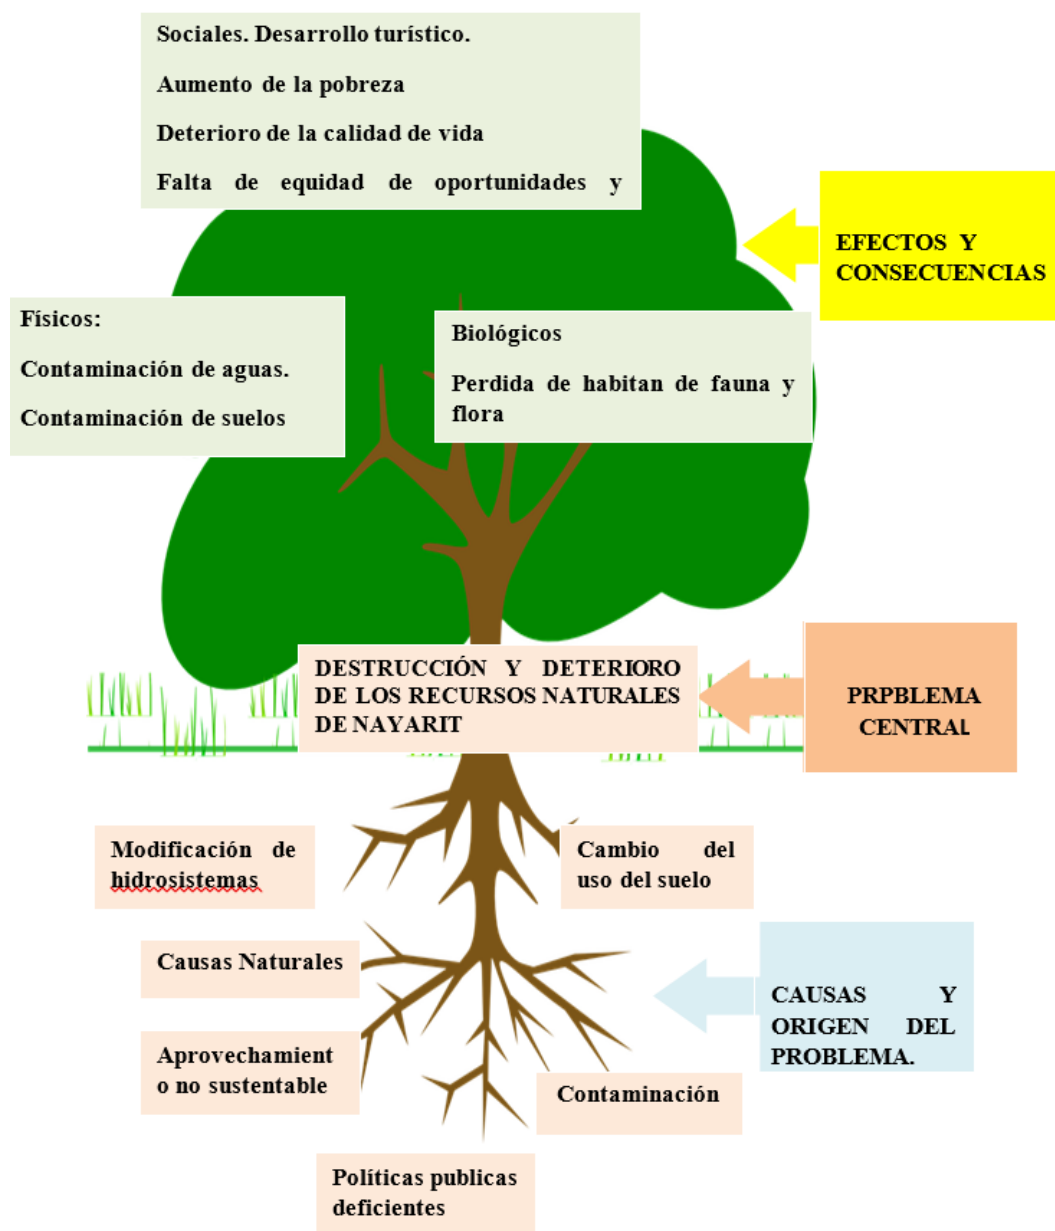 Sociales. Desarrollo turístico.
Aumento de la pobreza
Deterioro de la calidad de vida
Falta de equidad de oportunidades y
EFECTOS Y
CONSECUENCIAS
Físicos:
Contaminación de aguas.
Contaminación de suelos
Biológicos
Perdida de habitan de fauna y
flora
DESTRUCCIÓN Y DETERIORO
DE LOS RECURSOS NATURALES
DE NAYARIT
PRPBLEMA
CENTRAL
Modificación de
hidrosistemas
Cambio del
uso del suelo
Causas Naturales
CAUSAS Y
ORIGEN DEL
PROBLEMA.
Aprovechamient
o no sustentable
Contaminación
Políticas publicas
deficientes